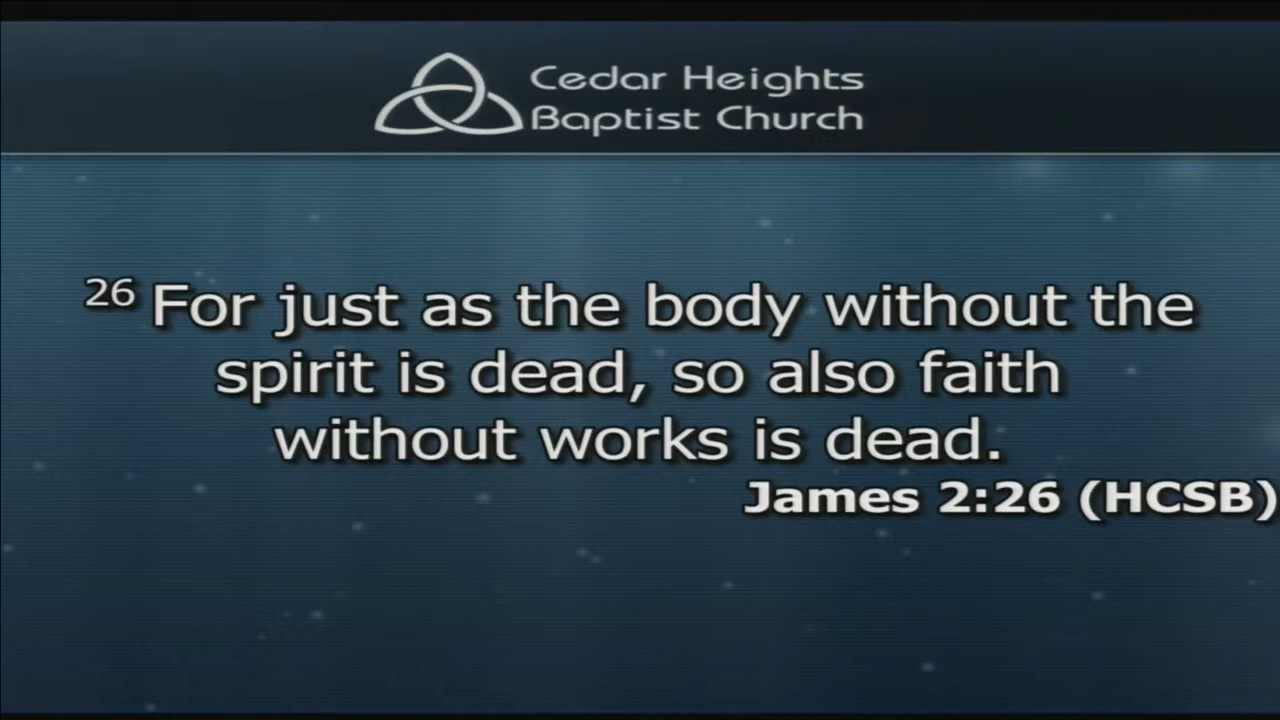 Cedar Heights
Baptist Church
26 For just as the body without the
spirit is dead, so also faith
without works is dead.
James 2:26 (HCSB)